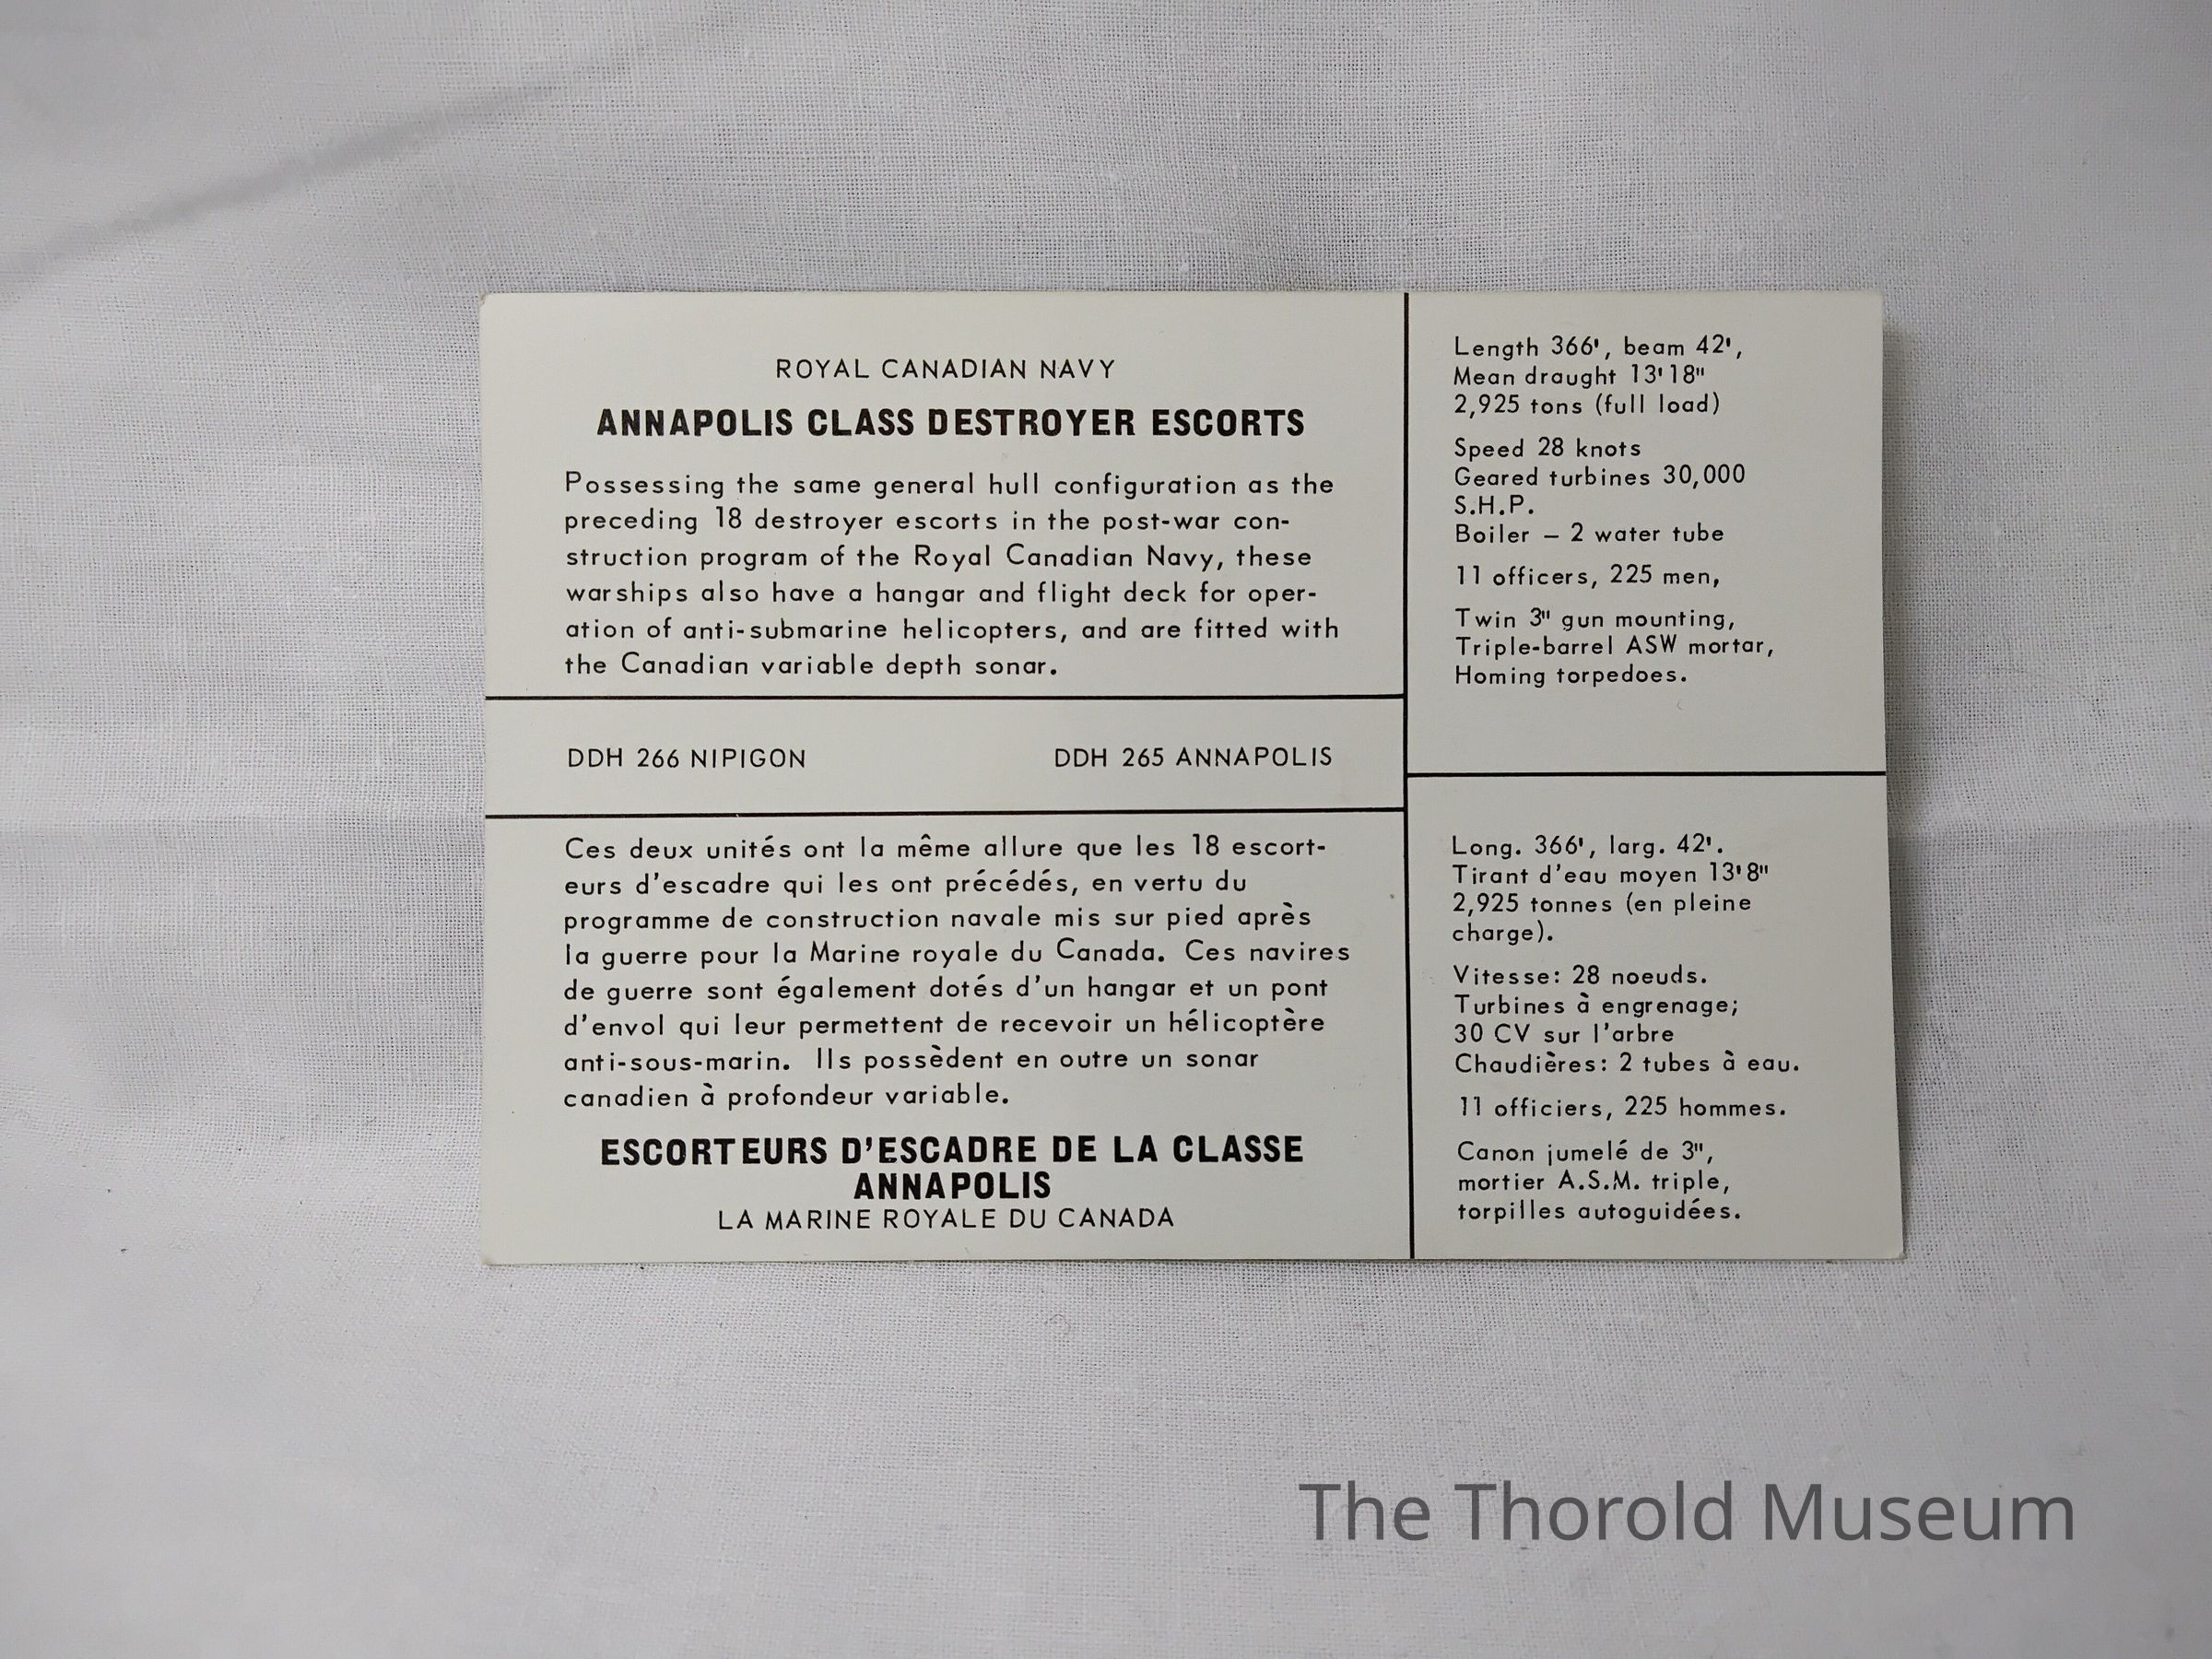 ROYAL CANADIAN NAVY
ANNAPOLIS CLASS DESTROYER ESCORTS
Possessing the same general hull configuration as the
preceding 18 destroyer escorts in the post-war con-
struction program of the Royal Canadian Navy, these
warships also have a hangar and flight deck for oper-
ation of anti-submarine helicopters, and are fitted with
the Canadian variable depth sonar.
DDH 266 NIPIGON
DDH 265 ANNAPOLIS
Ces deux unités ont la même allure que les 18 escort-
eurs d'escadre qui les ont précédés, en vertu du
programme de construction navale mis sur pied après
la guerre pour la Marine royale du Canada. Ces navires
de guerre sont également dotés d'un hangar et un pont
d'envol qui leur permettent de recevoir un hélicoptère
anti-sous-marin. Ils possèdent en outre un sonar
canadien à profondeur variable.
ESCORTEURS D'ESCADRE DE LA CLASSE
ANNAPOLIS
LA MARINE ROYALE DU CANADA
Length 366', beam 42',
Mean draught 13'18"
2,925 tons (full load)
Speed 28 knots
Geared turbines 30,000
S.H.P.
Boiler – 2 water tube
11 officers, 225 men,
Twin 3" gun mounting,
Triple-barrel ASW mortar,
Homing torpedoes.
Long. 366', larg. 42'.
Tirant d'eau moyen 13'8"
2,925 tonnes (en pleine
charge).
Vitesse: 28 noeuds.
Turbines à engrenage;
30 CV sur l'arbre
Chaudières: 2 tubes à eau.
11 officiers, 225 hommes.
Canon jumelé de 3",
mortier A.S.M. triple,
torpilles autoguidées.
The Thorold Museum